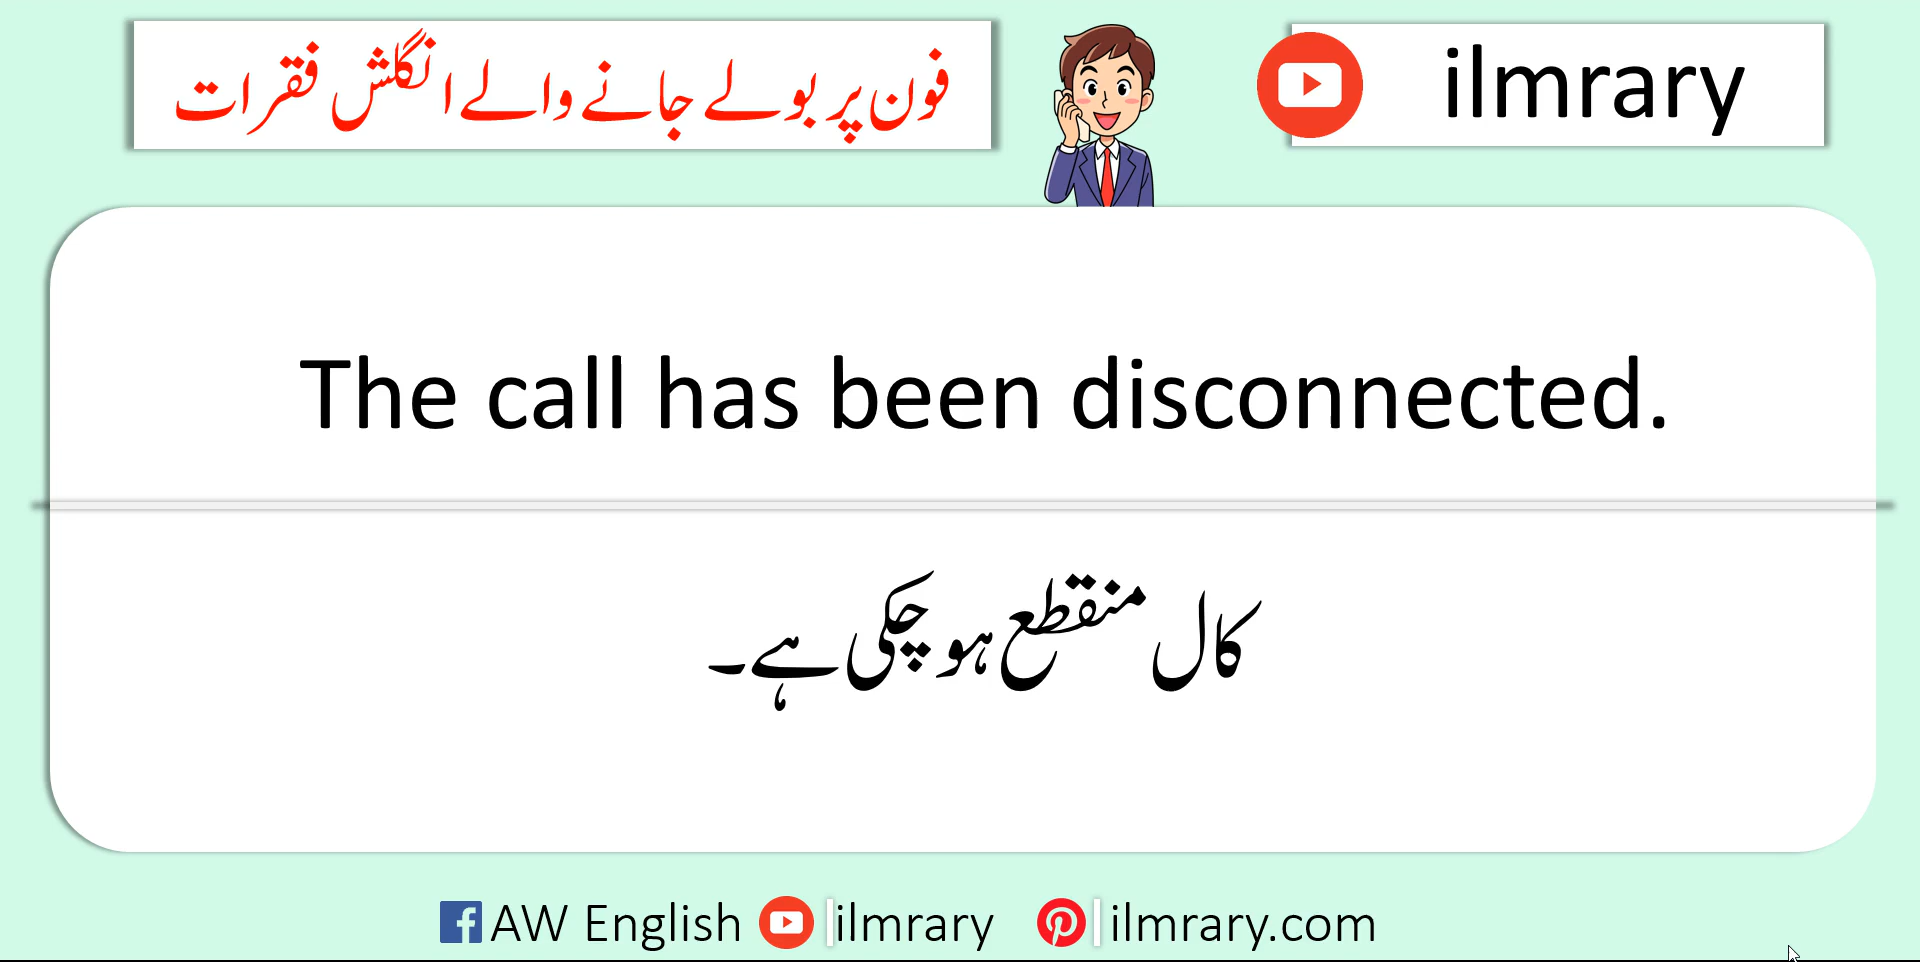 فون پر بولے جانے والے انگلش فقرات
ilmrary
The call has been disconnected.
کال منقطع ہو چکی ہے۔
AW English ilmrary ilmrary.com